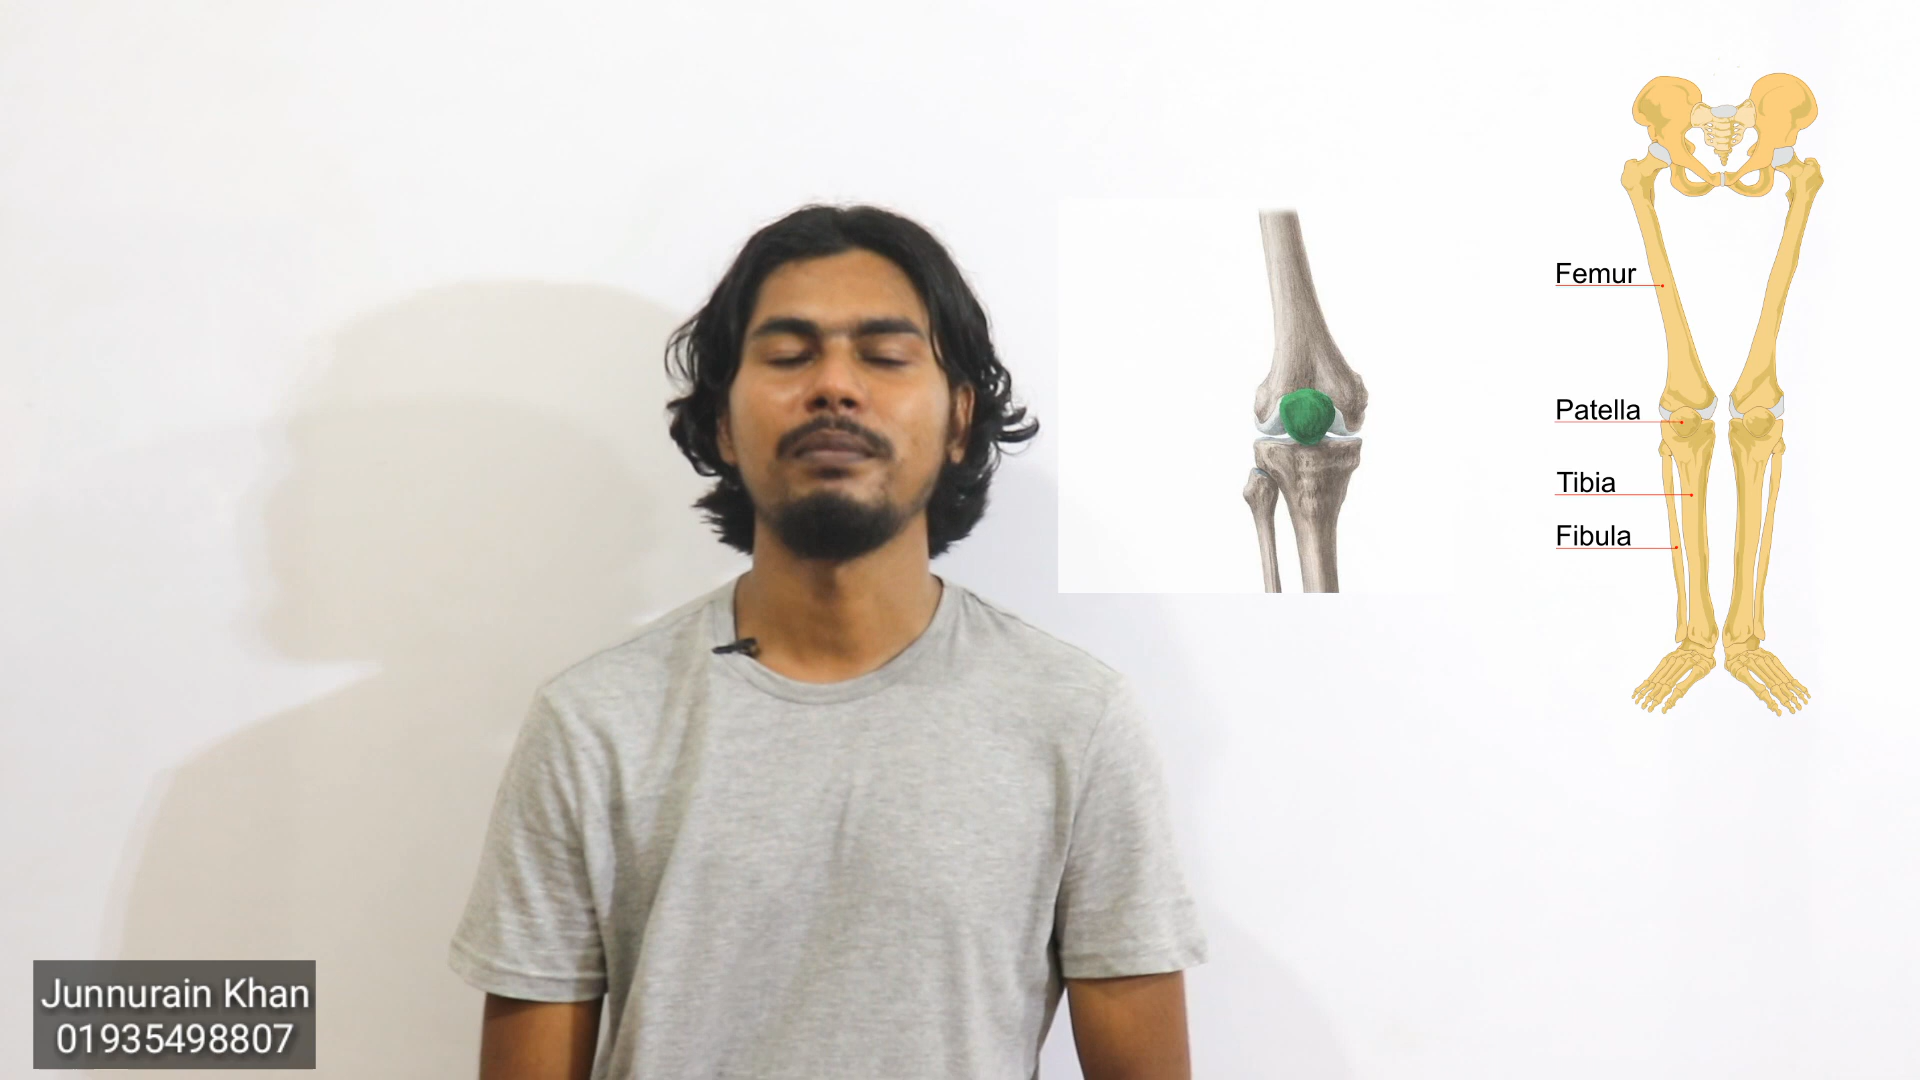 Femur
Patella
Tibia
Fibula
Junnurain Khan
01935498807